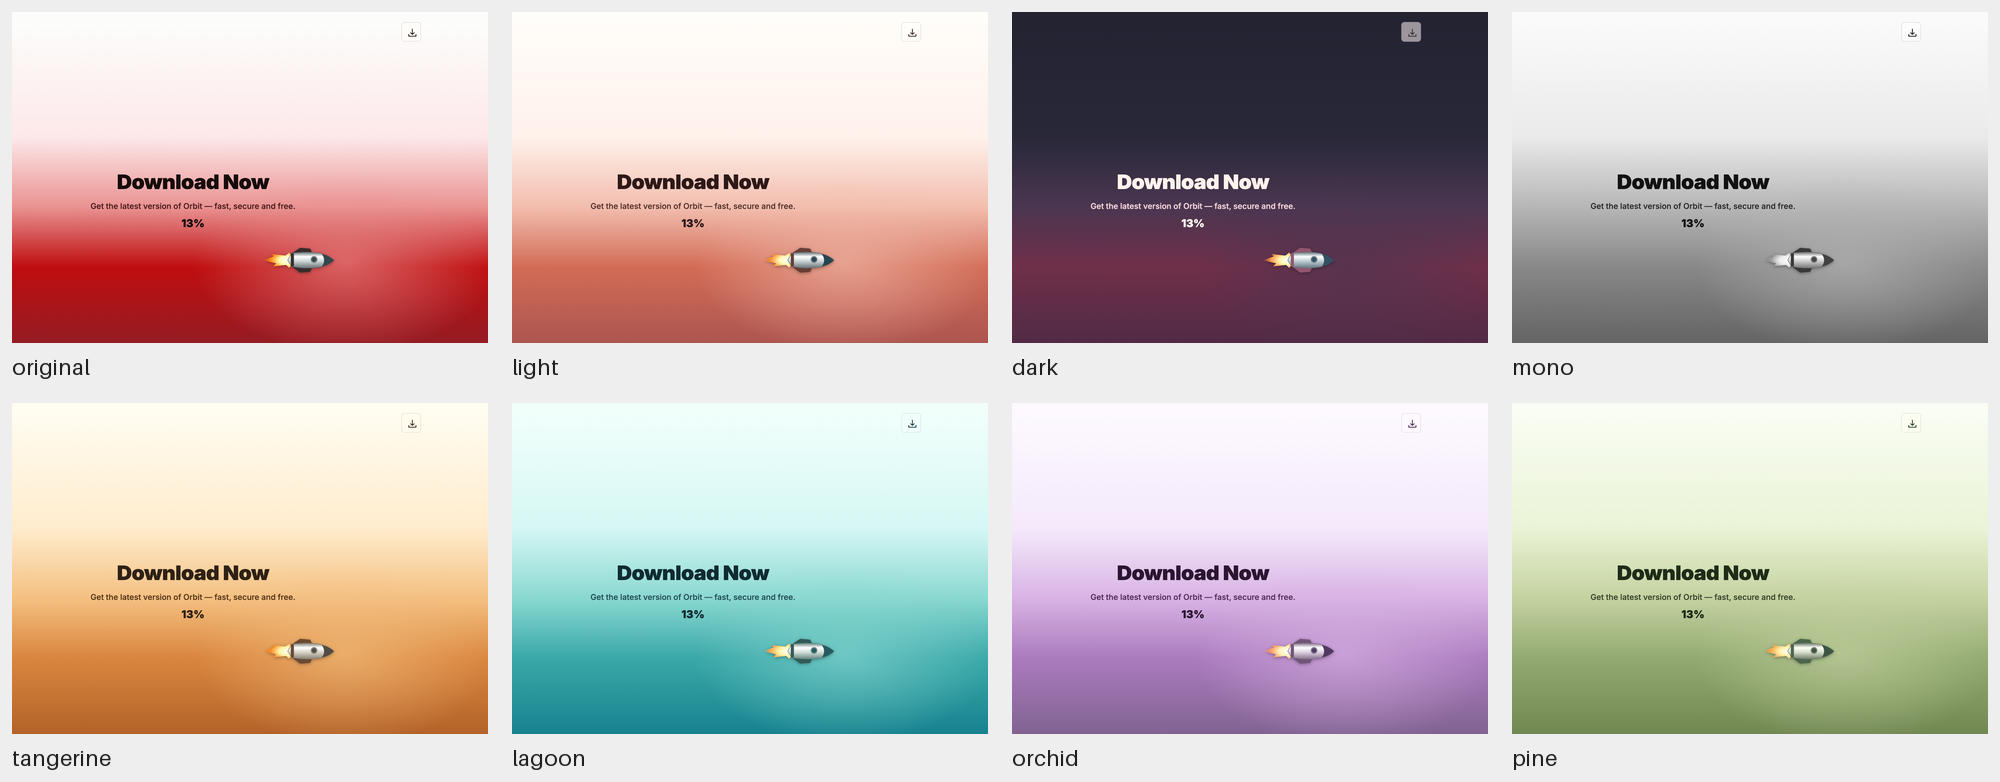 Download Now
Get the latest version of Orbit — fast, secure and free.
13%
original
Download Now
Get the latest version of Orbit — fast, secure and free.
13%
light
Download Now
Get the latest version of Orbit — fast, secure and free.
13%
dark
Download Now
Get the latest version of Orbit — fast, secure and free.
13%
mono
Download Now
Get the latest version of Orbit — fast, secure and free.
13%
tangerine
Download Now
Get the latest version of Orbit — fast, secure and free.
13%
lagoon
Download Now
Get the latest version of Orbit — fast, secure and free.
13%
orchid
Download Now
Get the latest version of Orbit — fast, secure and free.
13%
pine